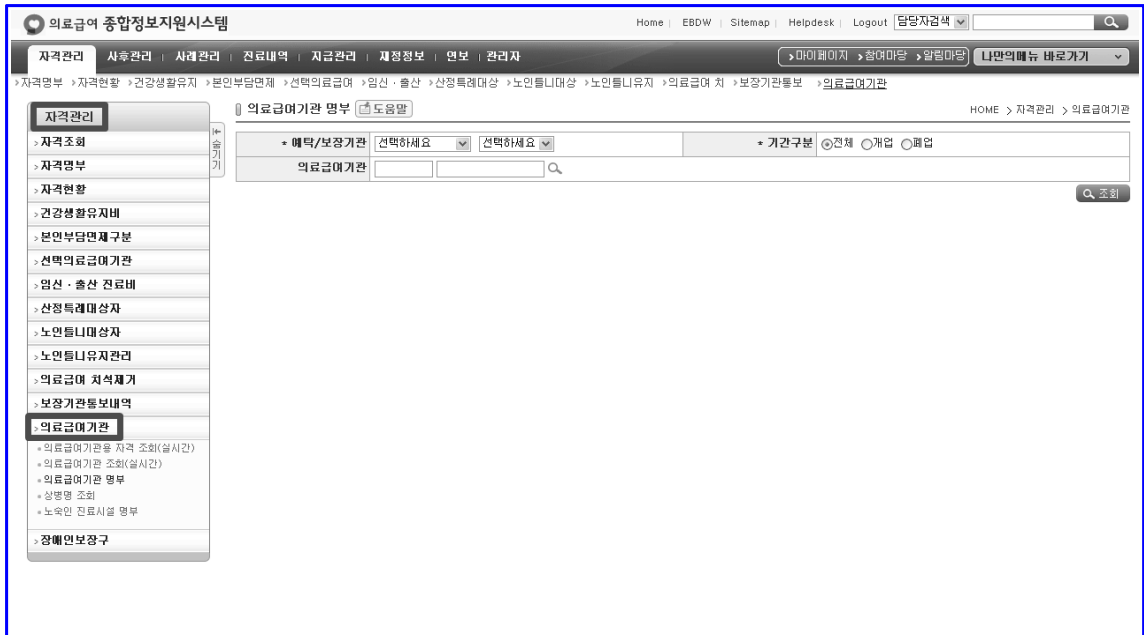 의료급여 종합정보지원시스템
Home | EBDW | Sitemap | Helpdesk | Logout 담당자검색
자격관리 사후관리 | 사례관리 | 진료내역 | 지급관리 | 재정정보 | 연보 | 관리자
›마이페이지 ›참여마당 ›알림마당 나만의메뉴 바로가기
›자격명부 ›자격현황 ›건강생활유지 ›본인부담면제 ›선택의료급여 ›임신 · 출산 ›산정특례대상 ›노인틀니대상 ›노인틀니유지 ›의료급여 치 ›보장기관통보 ›의료급여기관
자격관리
숨기기
›자격조회
›자격명부
›자격현황
›건강생활유지비
›본인부담면제구분
›선택의료급여기관
›임신 · 출산 진료비
›산정특례대상자
›노인틀니대상자
›노인틀니유지관리
›의료급여 치석제거
›보장기관통보내역
›의료급여기관
의료급여기관용 자격 조회(실시간)
의료급여기관 조회(실시간)
의료급여기관 명부
상병명 조회
노숙인 진료시설 명부
›장애인보장구
의료급여기관 명부 도움말
HOME > 자격관리 > 의료급여기관
* 예탁/보장기관 선택하세요 선택하세요 * 기간구분 전체 개업 폐업
의료급여기관
조회